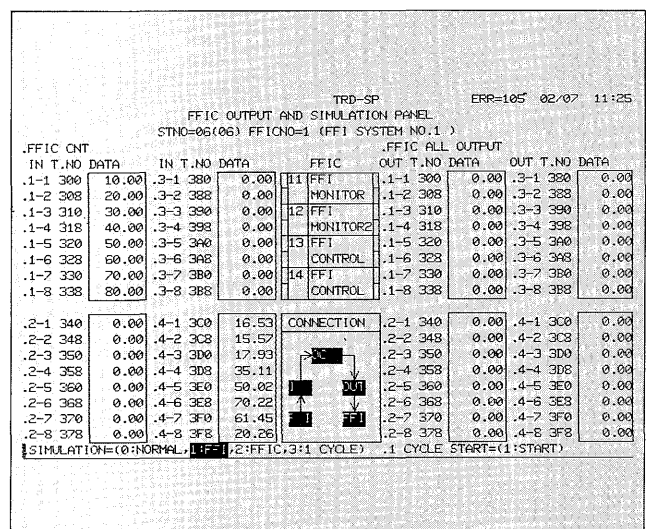 TRD-SP ERR=105 02/07 11:25
FFIC OUTPUT AND SIMULATION PANEL
STNO=06(06) FFICNO=1 (FFI SYSTEM NO.1 )
.FFIC CNT .FFIC ALL OUTPUT
IN T.NO DATA IN T.NO DATA FFIC OUT T.NO DATA OUT T.NO DATA
.1-1 300 10.00 .3-1 380 0.00 11 FFI .1-1 300 0.00 .3-1 380 0.00
.1-2 308 20.00 .3-2 388 0.00 MONITOR .1-2 308 0.00 .3-2 388 0.00
.1-3 310 30.00 .3-3 390 0.00 12 FFI .1-3 310 0.00 .3-3 390 0.00
.1-4 318 40.00 .3-4 398 0.00 MONITOR2 .1-4 318 0.00 .3-4 398 0.00
.1-5 320 50.00 .3-5 3A0 0.00 13 FFI .1-5 320 0.00 .3-5 3A0 0.00
.1-6 328 60.00 .3-6 3A8 0.00 CONTROL .1-6 328 0.00 .3-6 3A8 0.00
.1-7 330 70.00 .3-7 3B0 0.00 14 FFI .1-7 330 0.00 .3-7 3B0 0.00
.1-8 338 80.00 .3-8 3B8 0.00 CONTROL .1-8 338 0.00 .3-8 3B8 0.00
.2-1 340 0.00 .4-1 3C0 16.53 CONNECTION .2-1 340 0.00 .4-1 3C0 0.00
.2-2 348 0.00 .4-2 3C8 15.57 .2-2 348 0.00 .4-2 3C8 0.00
.2-3 350 0.00 .4-3 3D0 17.93 .2-3 350 0.00 .4-3 3D0 0.00
.2-4 358 0.00 .4-4 3D8 35.11 .2-4 358 0.00 .4-4 3D8 0.00
.2-5 360 0.00 .4-5 3E0 50.02 OUT .2-5 360 0.00 .4-5 3E0 0.00
.2-6 368 0.00 .4-6 3E8 70.22 .2-6 368 0.00 .4-6 3E8 0.00
.2-7 370 0.00 .4-7 3F0 61.45 FFI .2-7 370 0.00 .4-7 3F0 0.00
.2-8 378 0.00 .4-8 3F8 20.26 .2-8 378 0.00 .4-8 3F8 0.00
SIMULATION=(0:NORMAL,1:FFI,2:FFIC,3:1 CYCLE) .1 CYCLE START=(1:START)